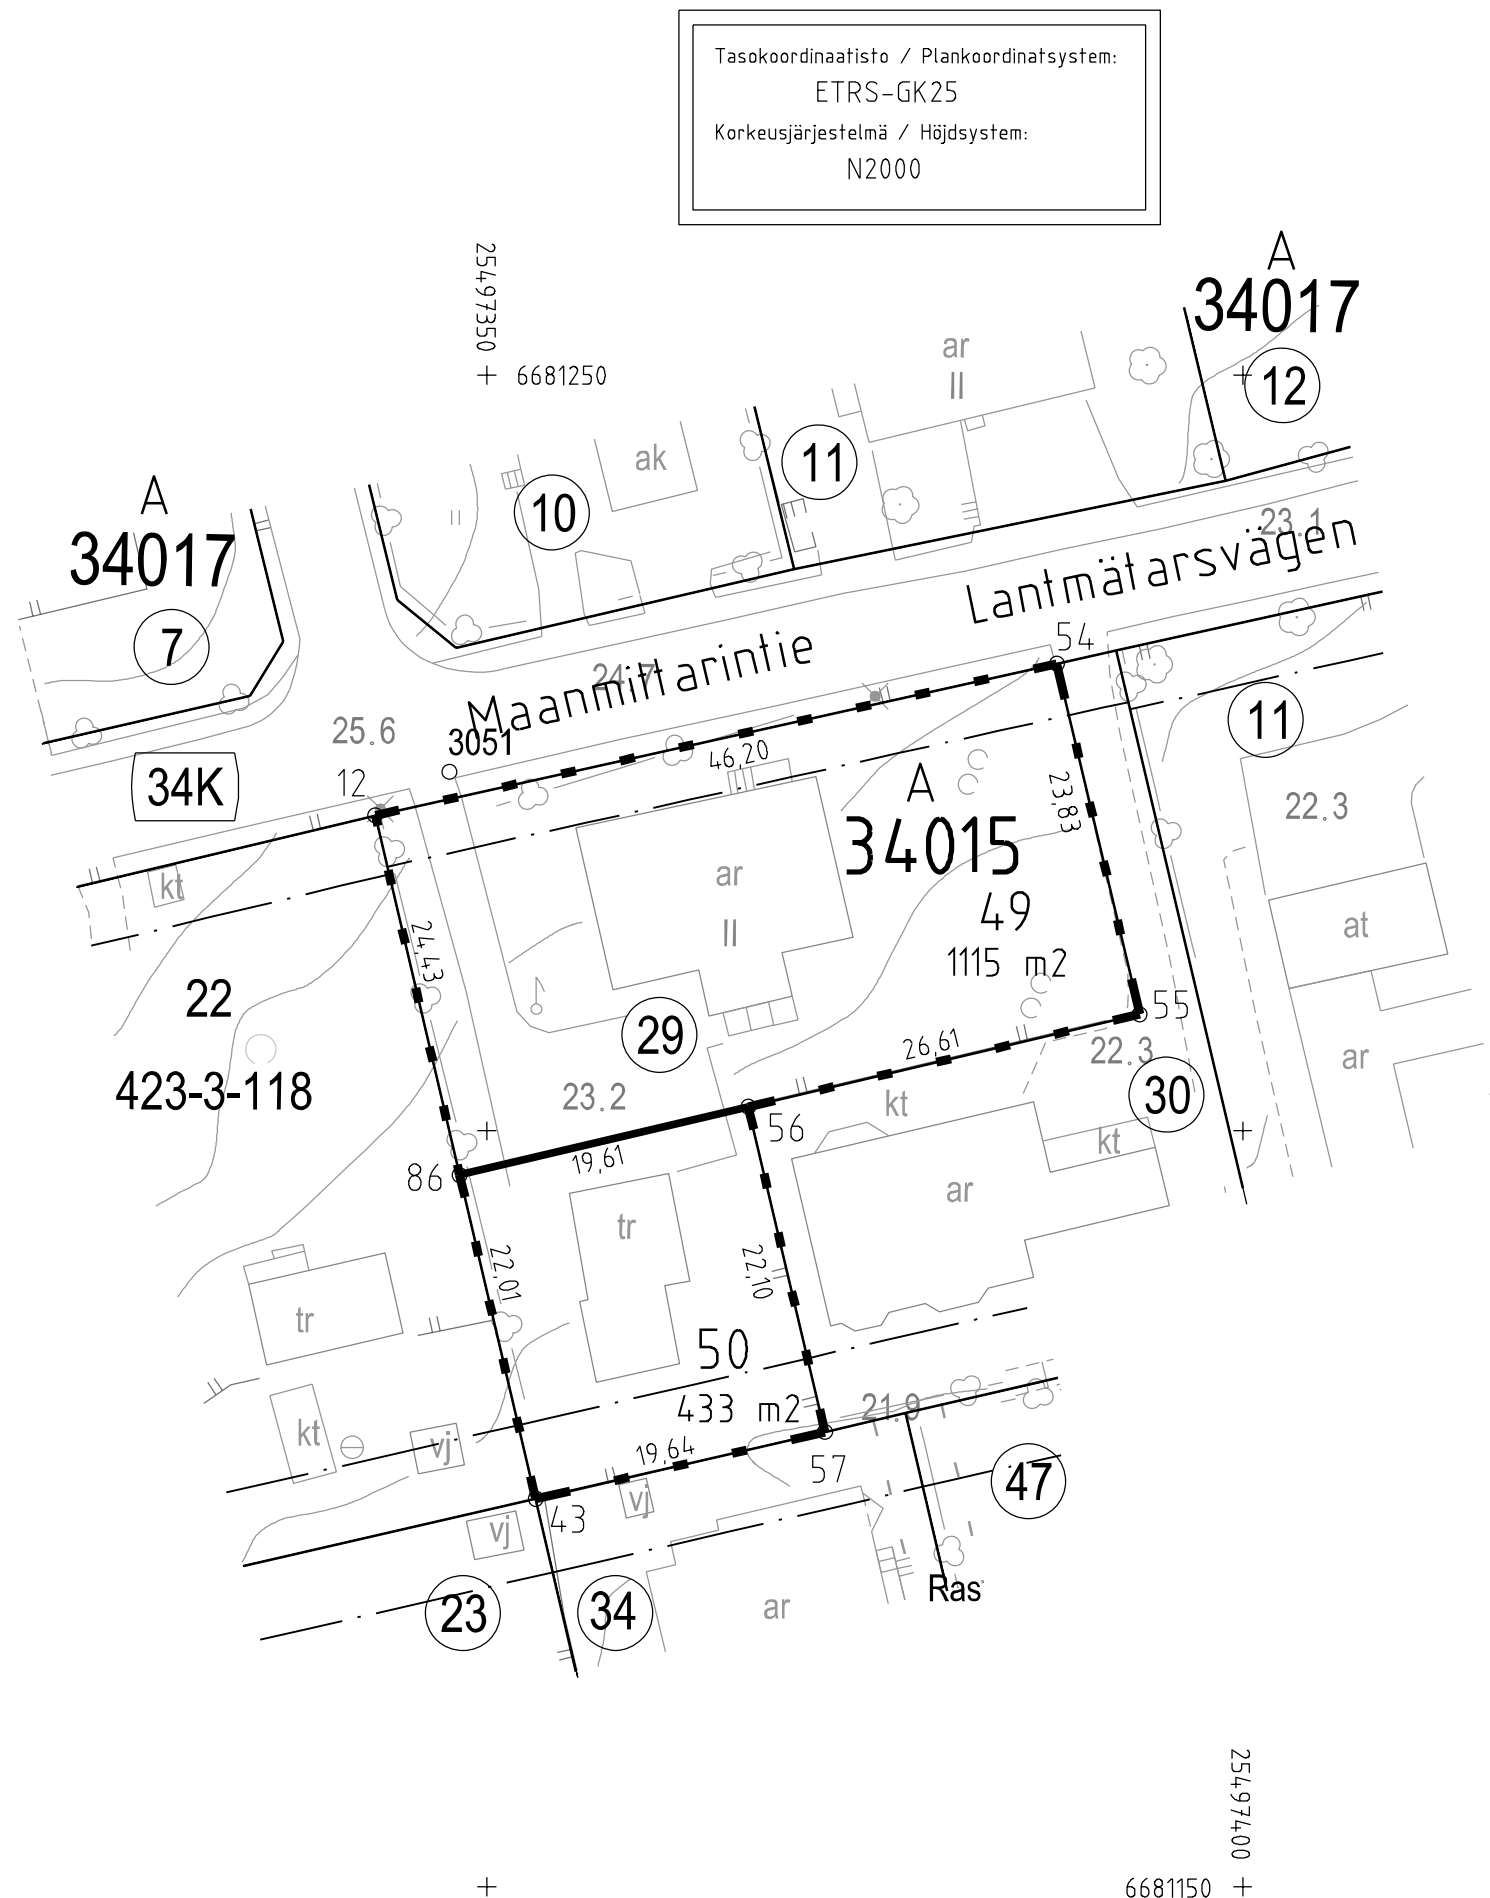 Tasokoordinaatisto / Plankoordinatsystem:
ETRS-GK25
Korkeusjärjestelmä / Höjdsystem:
N2000
25497350
6681250
A
34017
12
ar
II
11
ak
10
A
34017
7
23.1
Lantmätarsvägen
Maanmittarintie
24.7
54
25.6
3051
34K
12
46,20
11
A
34015
49
1115 m2
23,83
22.3
kt
ar
II
24,43
at
22
29
55
26,61
22.3
ar
423-3-118
23.2
kt
30
56
kt
19,61
86
ar
tr
22,01
22,10
tr
50
433 m2
21.9
kt
vj
19,64
57
47
vj
43
vj
Ras
23
34
ar
25497400
6681150